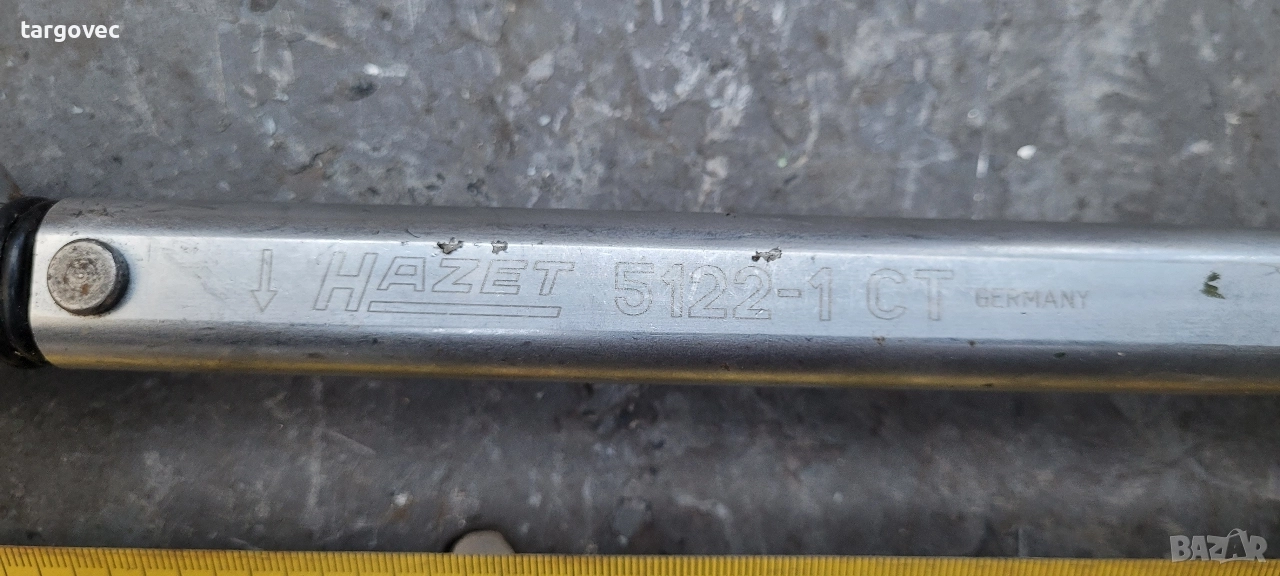 targovec
↓ HAZET 5122-1 CT GERMANY
BAZAR